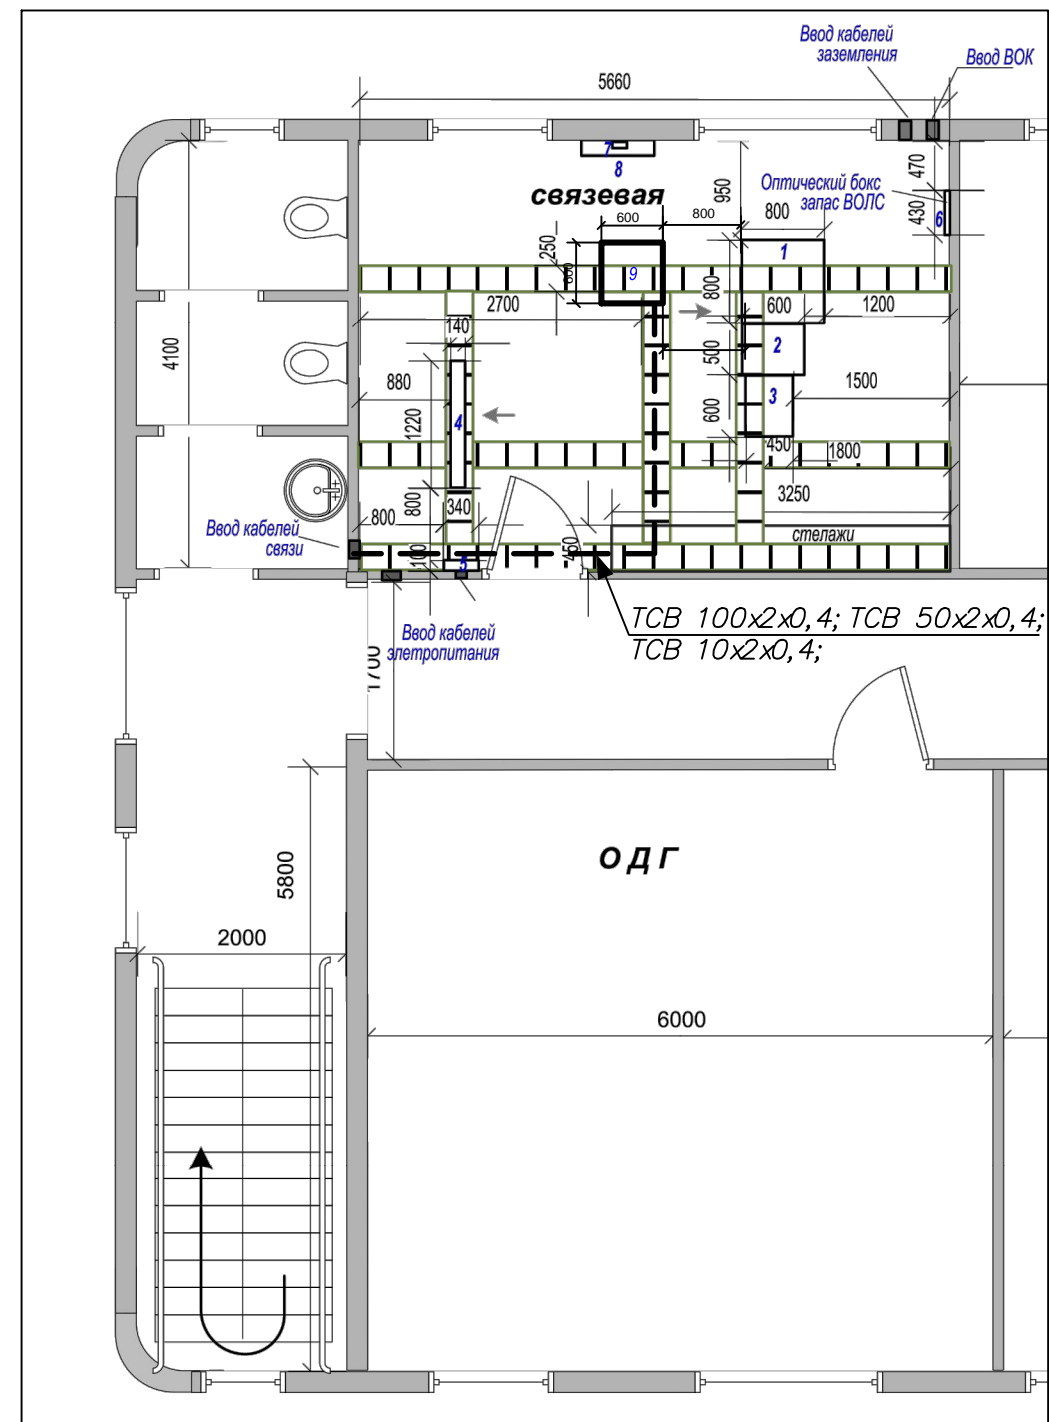 Ввод кабелей
заземления
Ввод ВОК
5660
470
7
8
Оптический бокс
запас ВОЛС
связевая
950
800
430
6
600
800
250
600
9
1
800
2700
600
1200
140
4100
2
500
880
1500
3
1220
4
600
450
1800
3250
800
800
340
Ввод кабелей
связи
450
стелажи
100
5
ТСВ 100х2х0,4; ТСВ 50х2х0,4;
ТСВ 10х2х0,4;
Ввод кабелей
элетропитания
1700
ОДГ
5800
2000
6000